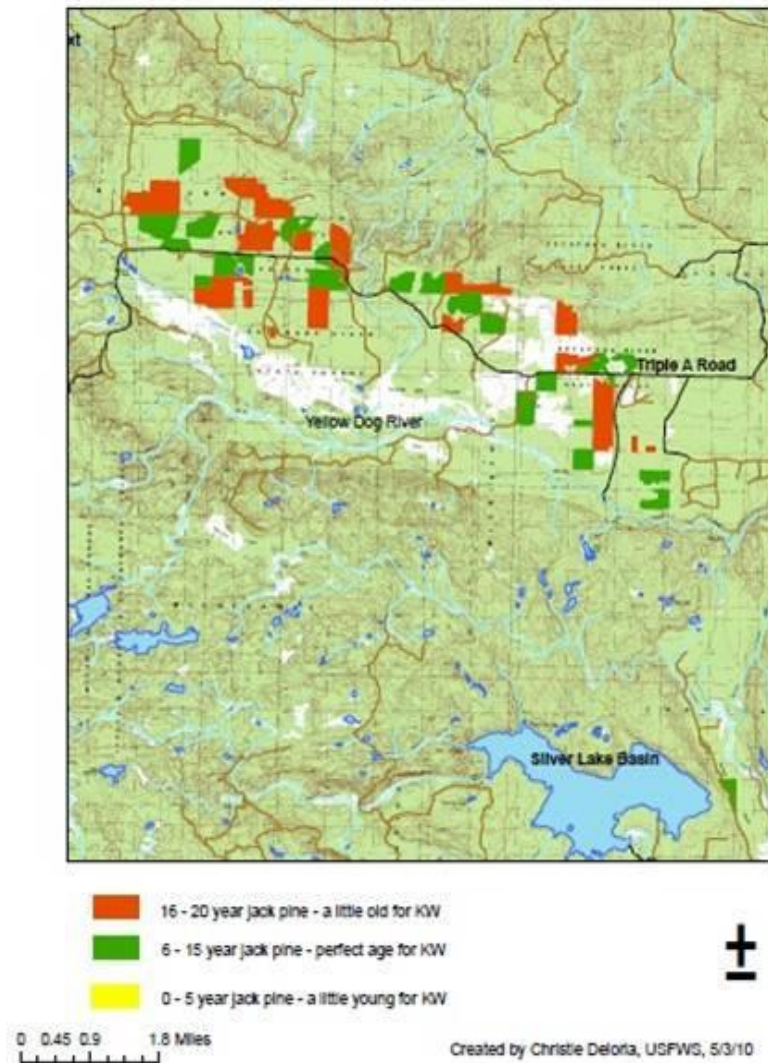 xt
Triple A Road
Yellow Dog River
Silver Lake Basin
16 - 20 year jack pine - a little old for KW
6 - 15 year jack pine - perfect age for KW
0 - 5 year jack pine - a little young for KW
0 0.45 0.9 1.8 Miles
Created by Christie Deloria, USFWS, 5/3/10